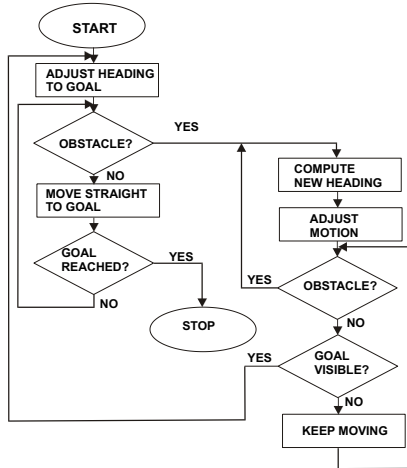 START
ADJUST HEADING
TO GOAL
OBSTACLE?
YES
NO
MOVE STRAIGHT
TO GOAL
GOAL
REACHED?
YES
NO
STOP
COMPUTE
NEW HEADING
ADJUST
MOTION
OBSTACLE?
YES
NO
GOAL
VISIBLE?
YES
NO
KEEP MOVING